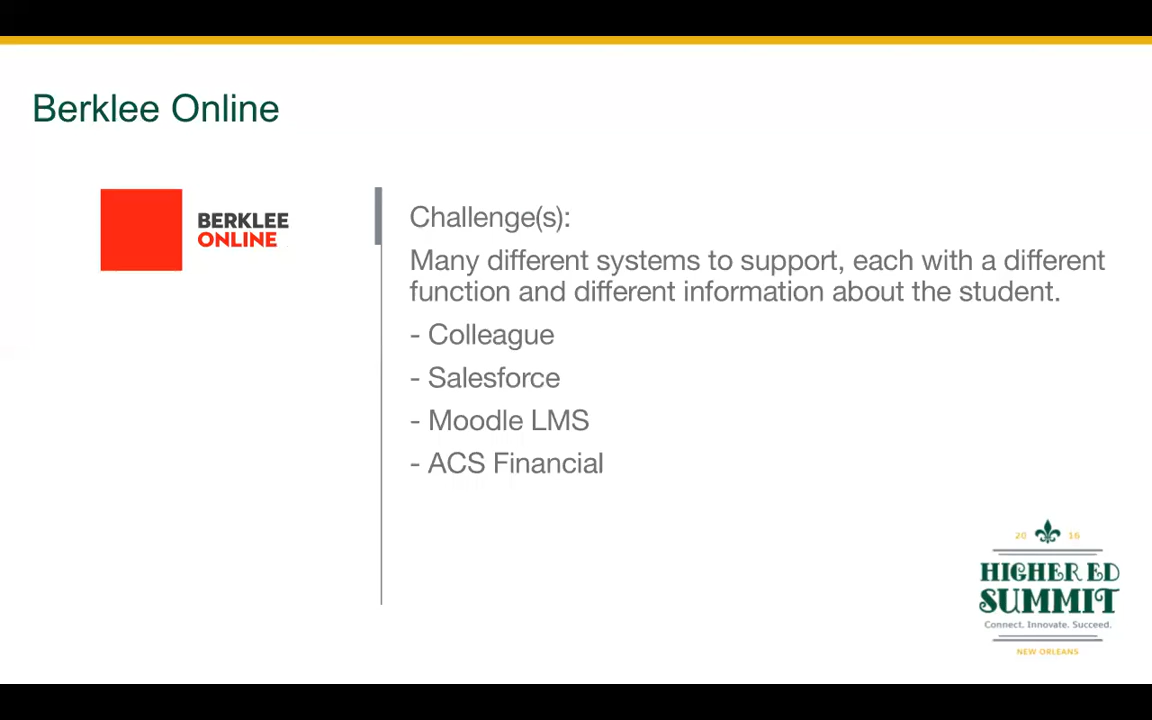 Berklee Online
BERKLEE
ONLINE
Challenge(s):
Many different systems to support, each with a different
function and different information about the student.
- Colleague
- Salesforce
- Moodle LMS
- ACS Financial
20 16
HIGHER ED
SUMMIT
Connect. Innovate. Succeed.
NEW ORLEANS